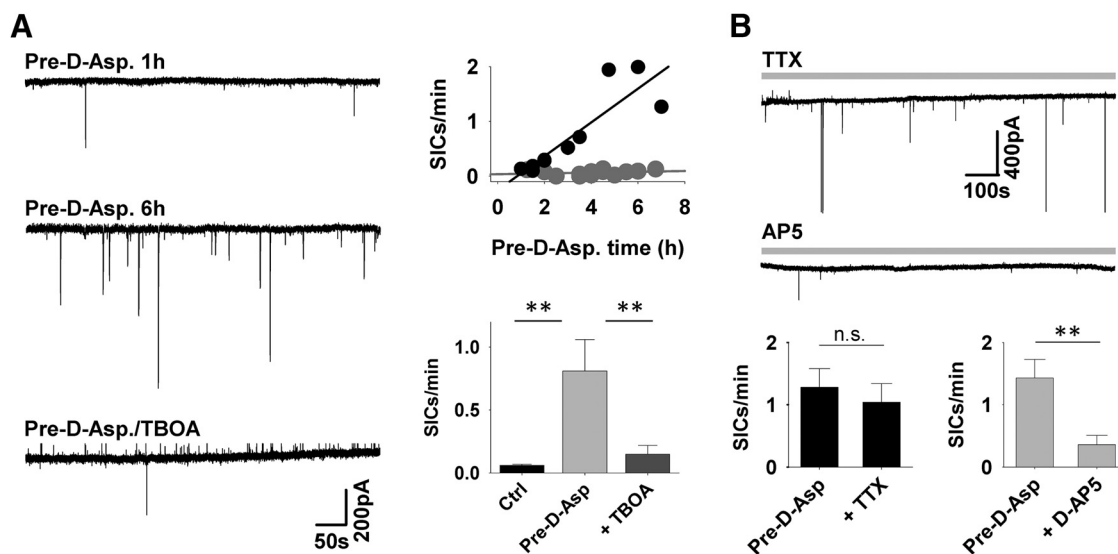 A
Pre-D-Asp. 1h
Pre-D-Asp. 6h
Pre-D-Asp./TBOA
50s
200pA
SICs/min
2
1
0
0 2 4 6 8
Pre-D-Asp. time (h)
** **
SICs/min
1.0
0.5
0.0
Ctrl
Pre-D-Asp
+ TBOA
B
TTX
400pA
100s
AP5
n.s.
SICs/min
2
1
0
Pre-D-Asp
+ TTX
**
SICs/min
2
1
0
Pre-D-Asp
+ D-AP5